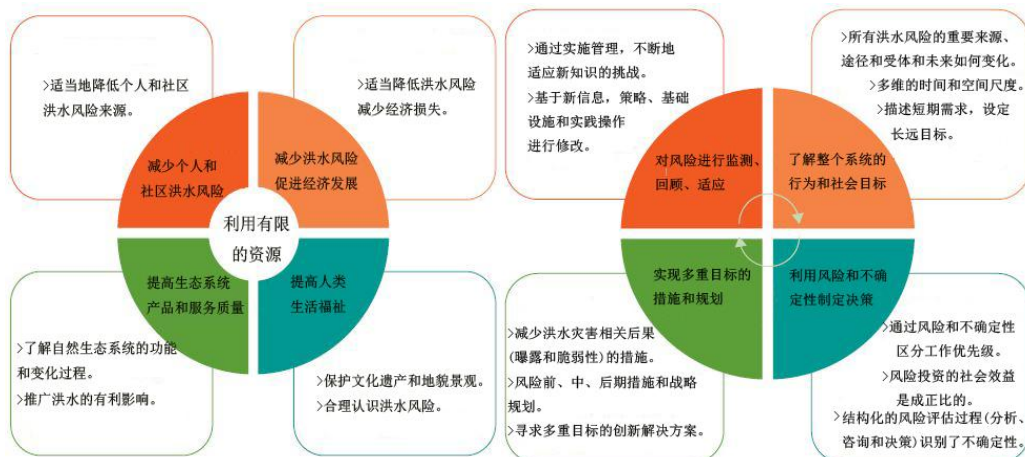 >适当地降低个人和社区
洪水风险来源。
>适当降低洪水风险
减少经济损失。
减少个人和
社区洪水风险
减少洪水风险
促进经济发展
利用有限
的资源
提高生态系统
产品和服务质量
提高人类
生活福祉
>了解自然生态系统的功能
和变化过程。
>推广洪水的有利影响。
>保护文化遗产和地貌景观。
>合理认识洪水风险。
>通过实施管理，不断地
适应新知识的挑战。
>基于新信息，策略、基础
设施和实践操作
进行修改。
>所有洪水风险的重要来源、
途径和受体和未来如何变化。
>多维的时间和空间尺度。
>描述短期需求，设定
长远目标。
对风险进行监测、
回顾、适应
了解整个系统的
行为和社会目标
实现多重目标的
措施和规划
利用风险和不确
定性制定决策
>减少洪水灾害相关后果
(曝露和脆弱性)的措施。
>风险前、中、后期措施和战略
规划。
>寻求多重目标的创新解决方案。
>通过风险和不确定性
区分工作优先级。
>风险投资的社会效益
是成正比的。
>结构化的风险评估过程(分析、
咨询和决策)识别了不确定性。